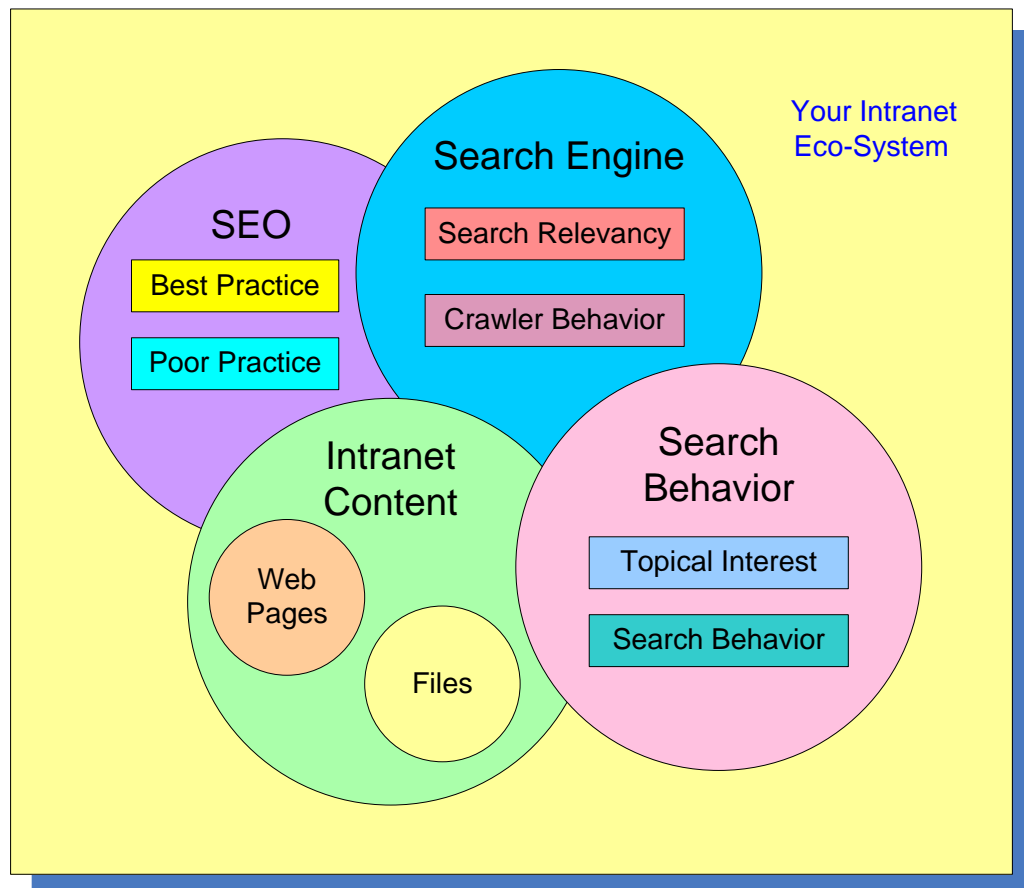 Your Intranet
Eco-System
Search Engine
Search Relevancy
Crawler Behavior
SEO
Best Practice
Poor Practice
Intranet
Content
Web
Pages
Files
Search
Behavior
Topical Interest
Search Behavior